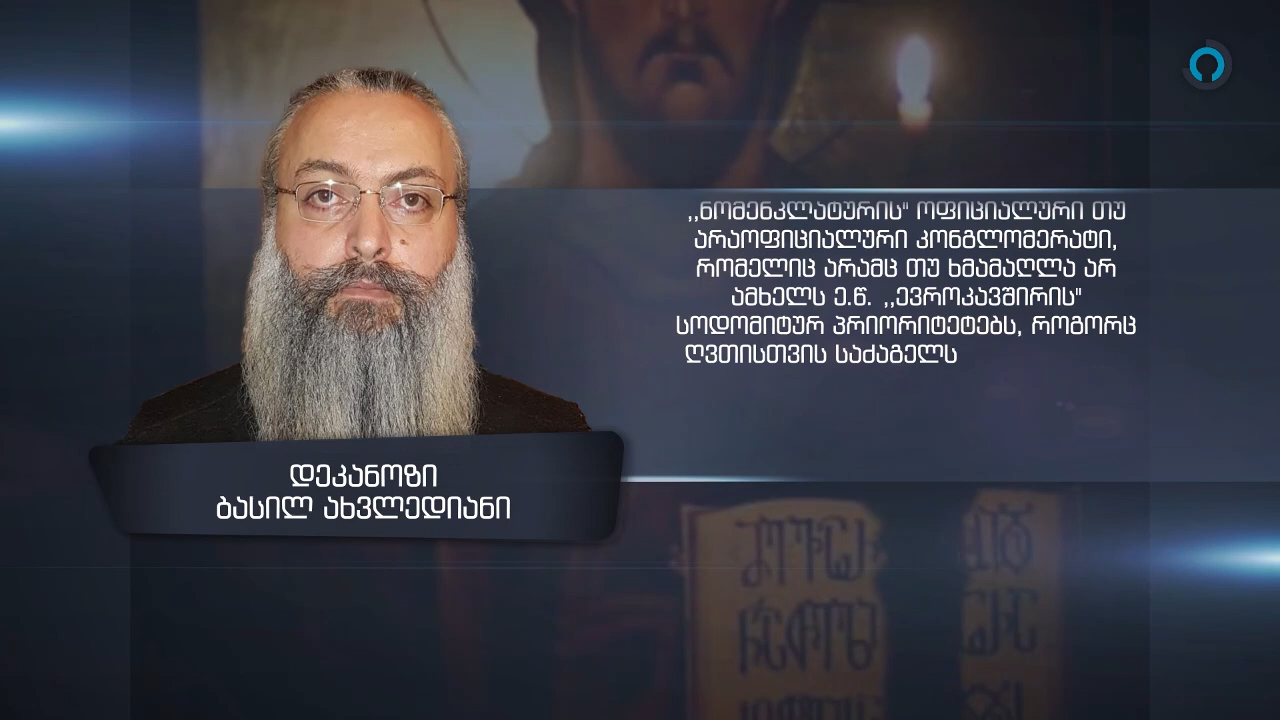 ,,ნომენკლატურის" ოფიციალური თუ
არაოფიციალური კონგლომერატი,
რომელიც არამც თუ ხმამაღლა არ
ამხელს ე.წ. ,,ევროკავშირის"
სოდომიტურ პრიორიტეტებს, როგორც
ღვთისთვის საძაგელს
დეკანოზი
ბასილ ახვლედიანი